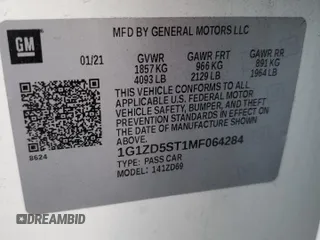 MFD BY GENERAL MOTORS LLC
GM
01/21 GVWR GAWR FRT GAWR RR
1857 KG 966 KG 891 KG
4093 LB 2129 LB 1964 LB
THIS VEHICLE CONFORMS TO ALL
APPLICABLE U.S. FEDERAL MOTOR
VEHICLE SAFETY, BUMPER, AND THEFT
PREVENTION STANDARDS IN EFFECT ON THE
DATE OF MANUFACTURE SHOWN ABOVE.
8624
1G1ZD5ST1MF064284
TYPE: PASS CAR
MODEL: 141ZD69
DREAMBID